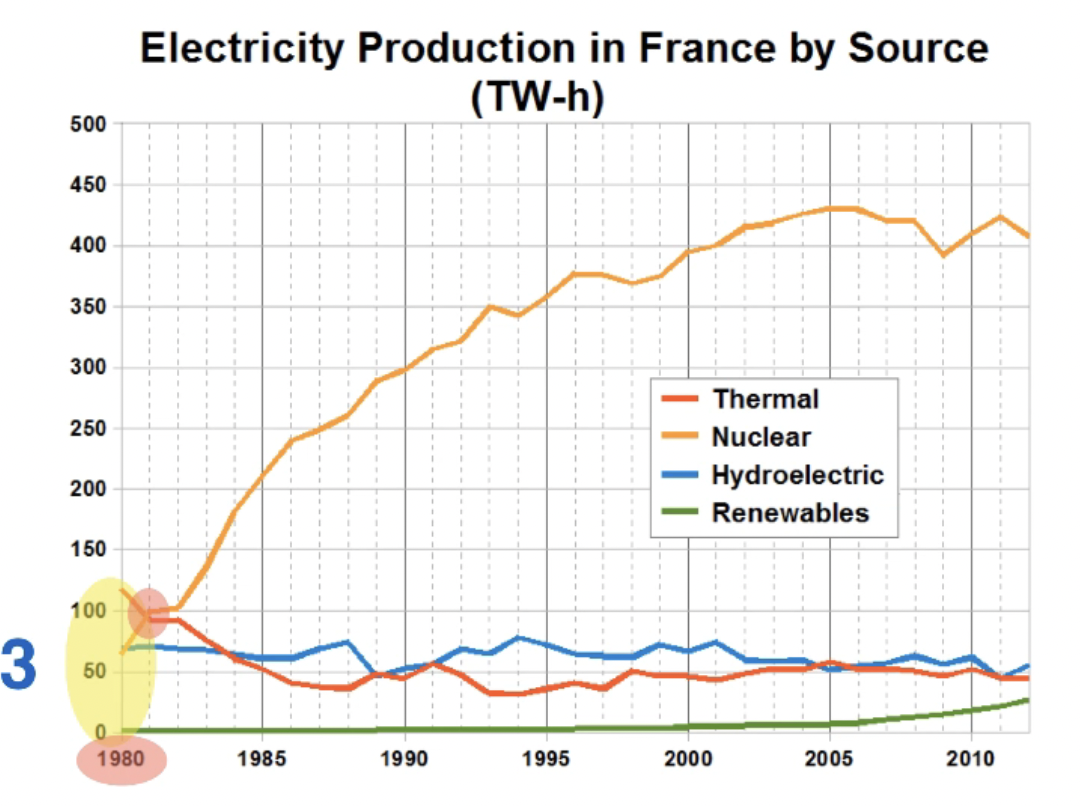 Electricity Production in France by Source
(TW-h)
500
450
400
350
300
250
200
150
100
50
0
Thermal
Nuclear
Hydroelectric
Renewables
3
1980 1985 1990 1995 2000 2005 2010